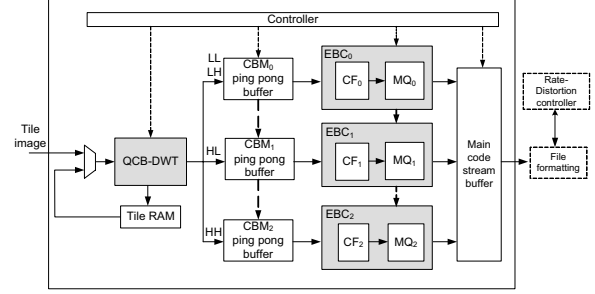 Controller
LL
LH
CBM₀
ping pong
buffer
EBC₀
CF₀
MQ₀
Rate-
Distortion
controller
Tile
image
QCB-DWT
HL
CBM₁
ping pong
buffer
EBC₁
CF₁
MQ₁
Main
code
stream
buffer
File
formatting
Tile RAM
HH
CBM₂
ping pong
buffer
EBC₂
CF₂
MQ₂